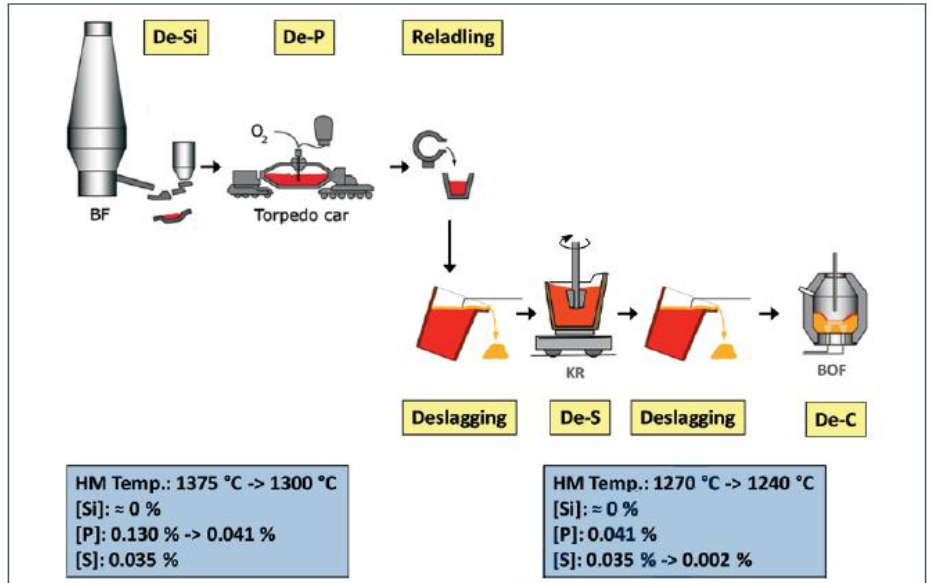 De-Si
De-P
Reladling
O₂
BF
Torpedo car
KR
BOF
Deslagging
De-S
Deslagging
De-C
HM Temp.: 1375 °C -> 1300 °C
[Si]: ≈ 0 %
[P]: 0.130 % -> 0.041 %
[S]: 0.035 %
HM Temp.: 1270 °C -> 1240 °C
[Si]: ≈ 0 %
[P]: 0.041 %
[S]: 0.035 % -> 0.002 %